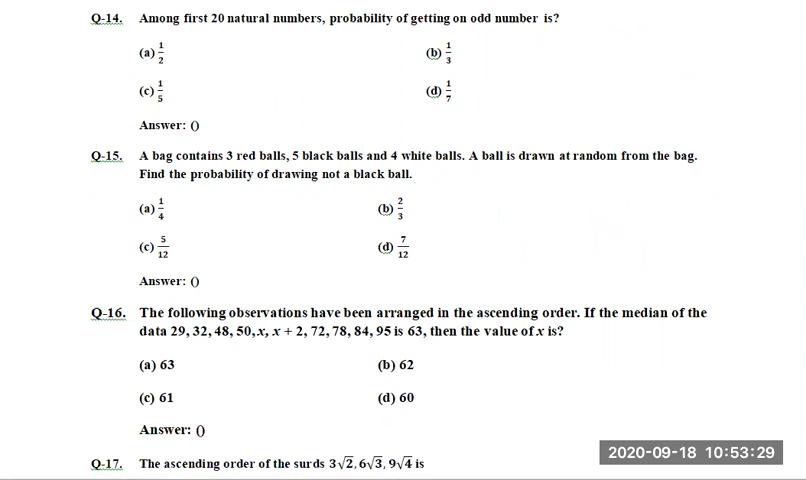 Q-14. Among first 20 natural numbers, probability of getting on odd number is?
(a) 1/2 (b) 1/3
(c) 1/5 (d) 1/7
Answer: ()
Q-15. A bag contains 3 red balls, 5 black balls and 4 white balls. A ball is drawn at random from the bag.
Find the probability of drawing not a black ball.
(a) 1/4 (b) 2/3
(c) 5/12 (d) 7/12
Answer: ()
Q-16. The following observations have been arranged in the ascending order. If the median of the
data 29, 32, 48, 50, x, x + 2, 72, 78, 84, 95 is 63, then the value of x is?
(a) 63 (b) 62
(c) 61 (d) 60
Answer: ()
Q-17. The ascending order of the surds 3√2, 6√3, 9√4 is
2020-09-18 10:53:29